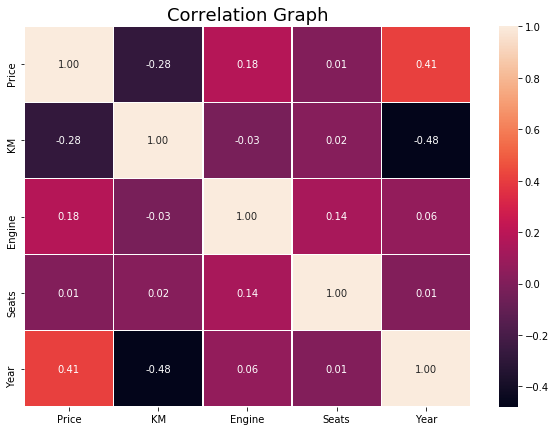 Correlation Graph
Price 1.00 -0.28 0.18 0.01 0.41
KM -0.28 1.00 -0.03 0.02 -0.48
Engine 0.18 -0.03 1.00 0.14 0.06
Seats 0.01 0.02 0.14 1.00 0.01
Year 0.41 -0.48 0.06 0.01 1.00
Price KM Engine Seats Year
1.0
0.8
0.6
0.4
0.2
0.0
−0.2
−0.4